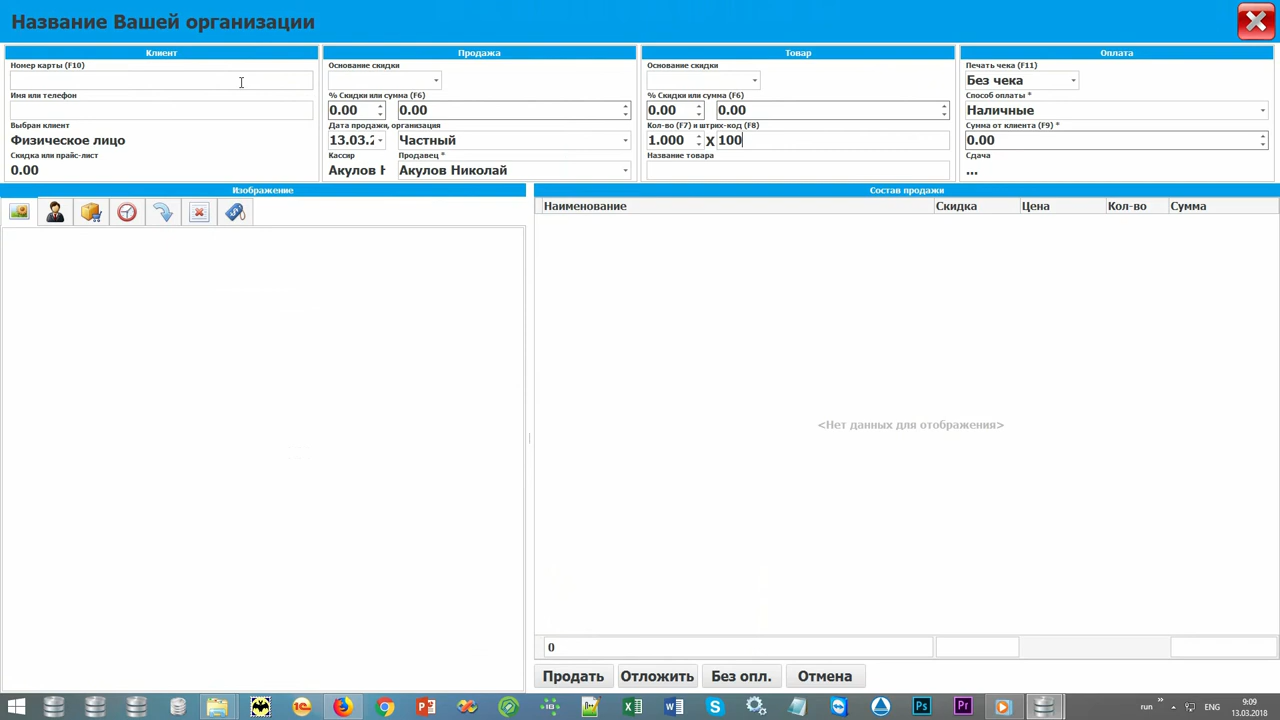 Название Вашей организации
Клиент
Номер карты (F10)
Имя или телефон
Выбран клиент
Физическое лицо
Скидка или прайс-лист
0.00
Продажа
Основание скидки
% Скидки или сумма (F6)
0.00 0.00
Дата продажи, организация
13.03.2 Частный
Кассир Продавец *
Акулов Н Акулов Николай
Товар
Основание скидки
% Скидки или сумма (F6)
0.00 0.00
Кол-во (F7) и штрих-код (F8)
1.000 X 100
Название товара
Оплата
Печать чека (F11)
Без чека
Способ оплаты *
Наличные
Сумма от клиента (F9) *
0.00
Сдача
...
Изображение
Состав продажи
Наименование Скидка Цена Кол-во Сумма
<Нет данных для отображения>
0
Продать Отложить Без опл. Отмена
run » ENG 9:09
13.03.2018